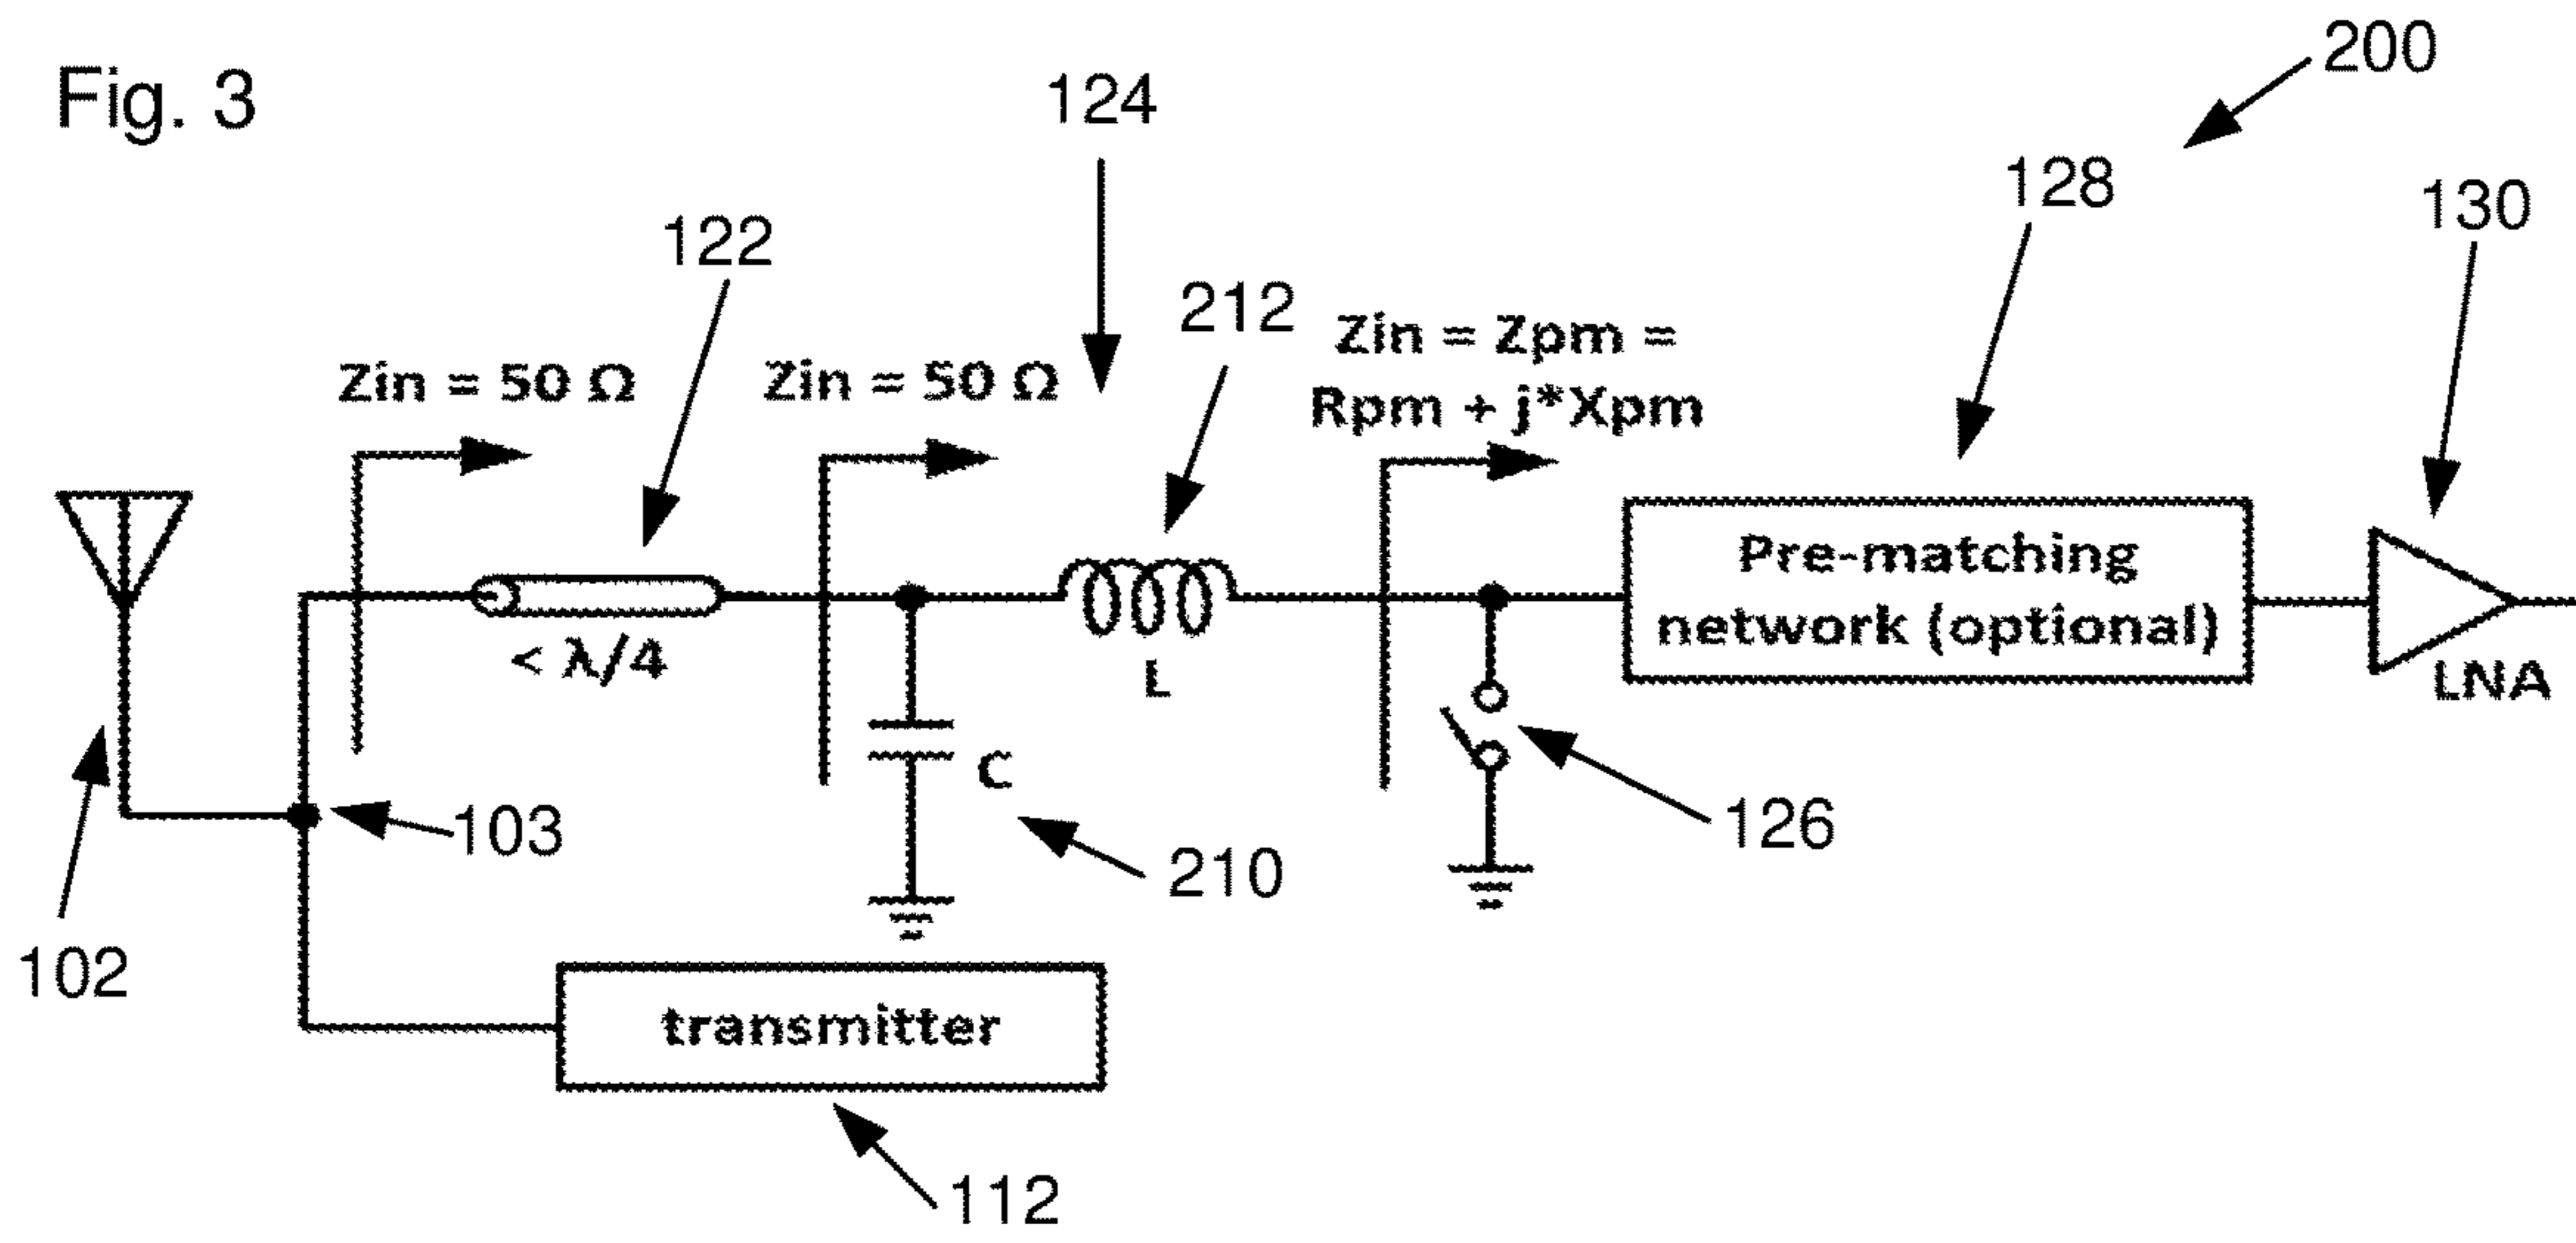 Fig. 3
200
124
128
130
122
212
Zin = 50 Ω
Zin = 50 Ω
Zin = Zpm =
Rpm + j*Xpm
Pre-matching
network (optional)
< λ/4
L
LNA
C
103
126
210
102
transmitter
112